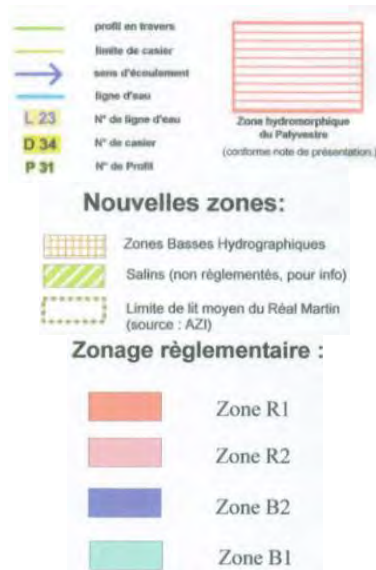 profil en travers
limite de casier
sens d'écoulement
ligne d'eau
L 23 N° de ligne d'eau
D 34 N° de casier
P 31 N° de Profil
Zone hydromorphique
du Palyvestre
(conforme note de présentation.)
Nouvelles zones:
Zones Basses Hydrographiques
Salins (non réglementés, pour info)
Limite de lit moyen du Réal Martin
(source : AZI)
Zonage règlementaire :
Zone R1
Zone R2
Zone B2
Zone B1